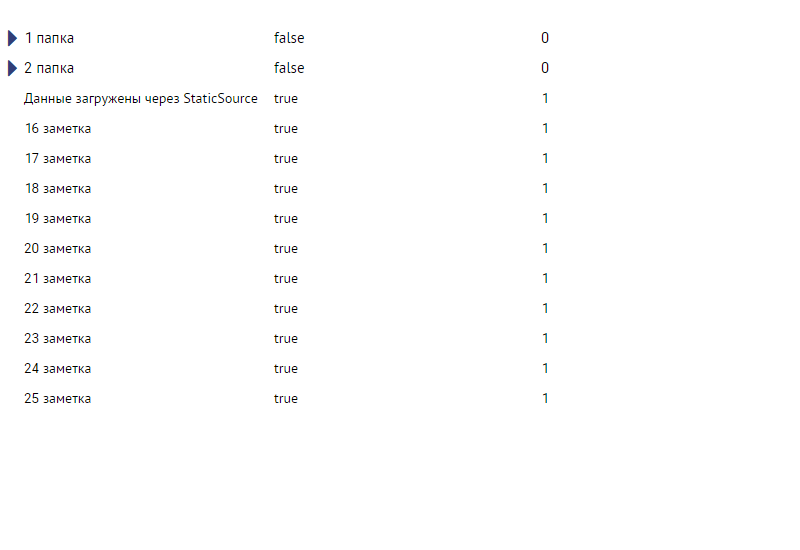 1 папка false 0
2 папка false 0
Данные загружены через StaticSource true 1
16 заметка true 1
17 заметка true 1
18 заметка true 1
19 заметка true 1
20 заметка true 1
21 заметка true 1
22 заметка true 1
23 заметка true 1
24 заметка true 1
25 заметка true 1